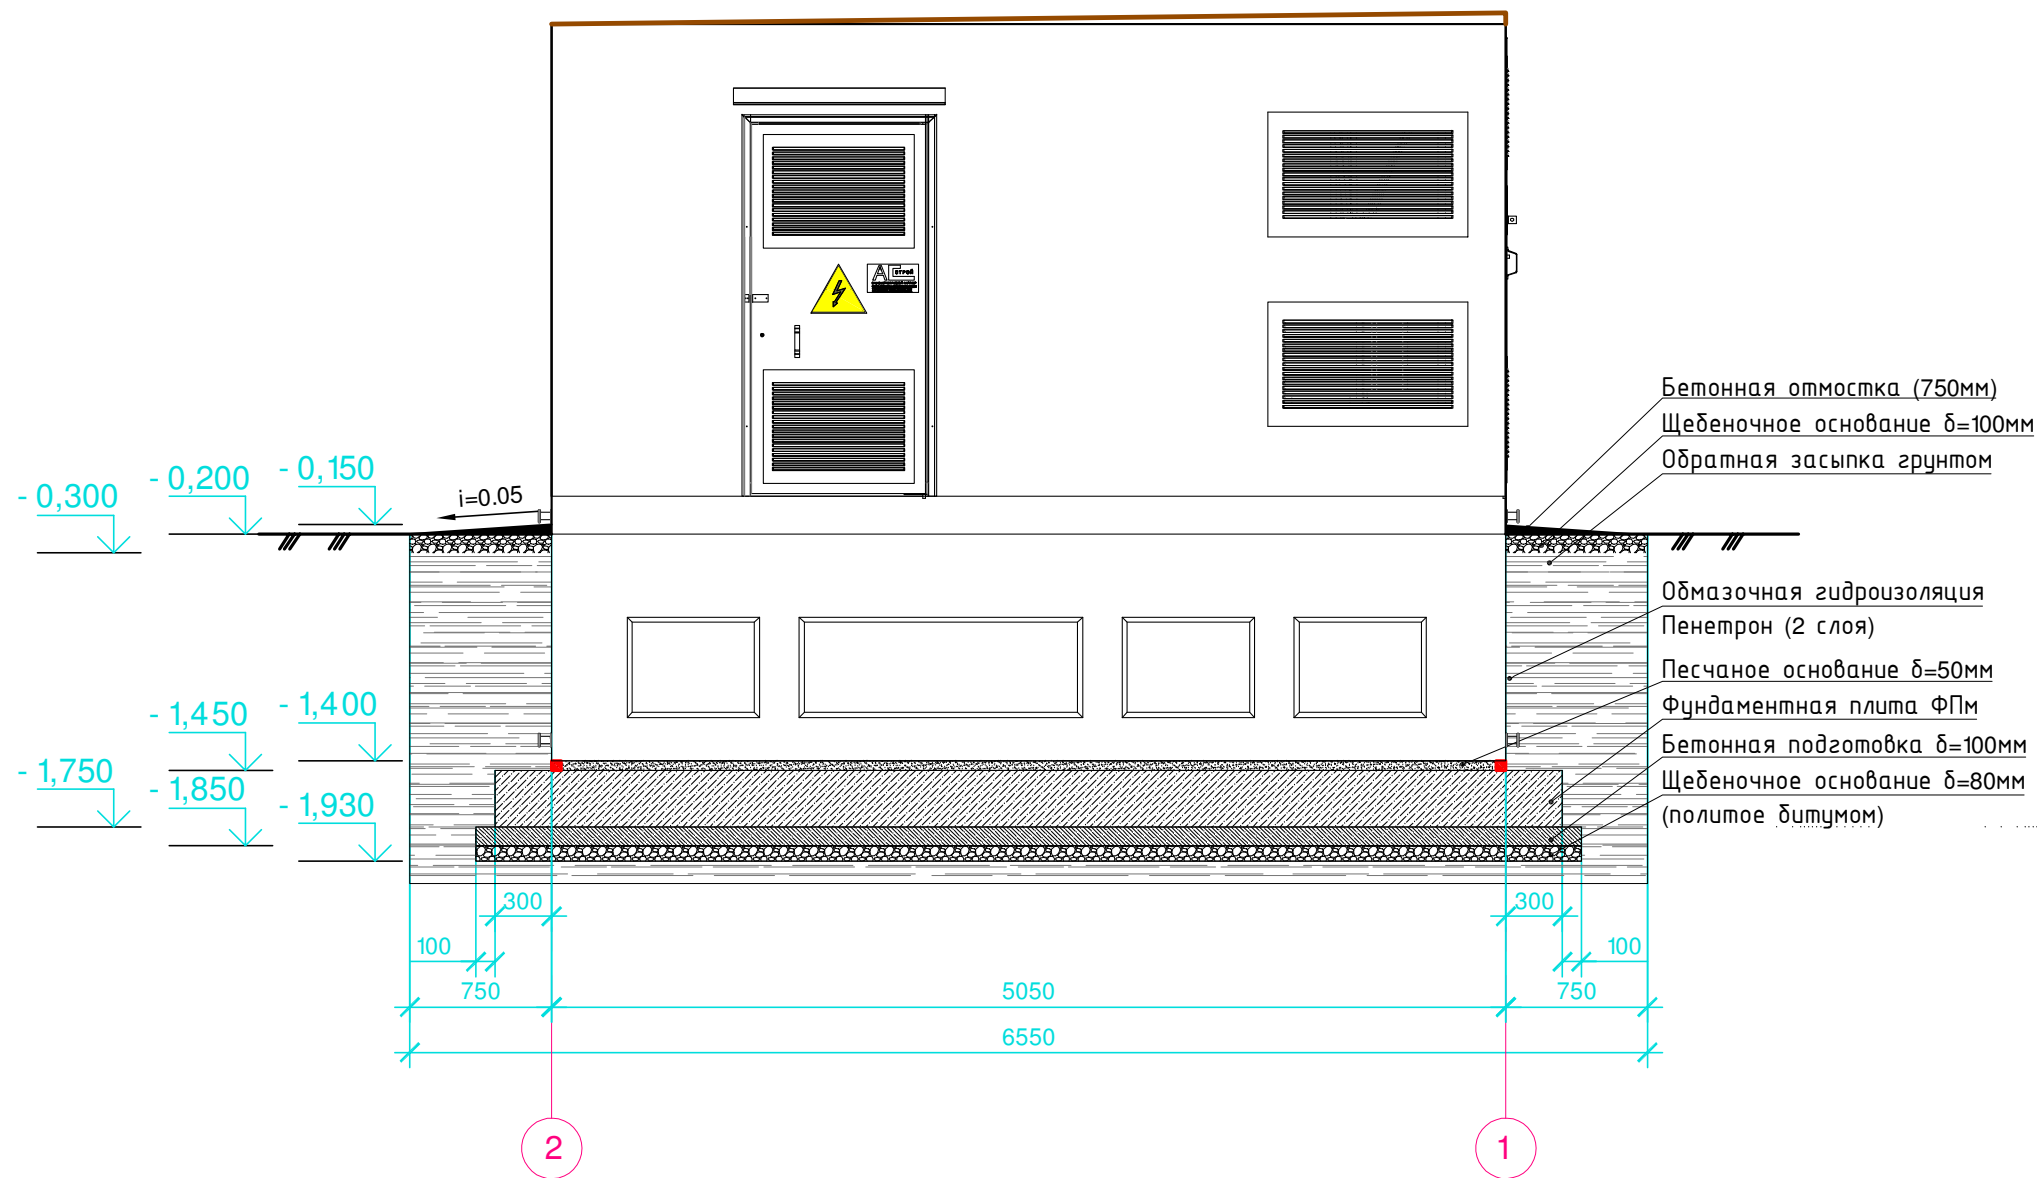 АС
СТРОЙ
Бетонная отмостка (750мм)
Щебеночное основание δ=100мм
Обратная засыпка грунтом
- 0,300
- 0,200
- 0,150
i=0.05
Обмазочная гидроизоляция
Пенетрон (2 слоя)
Песчаное основание δ=50мм
Фундаментная плита ФПм
Бетонная подготовка δ=100мм
Щебеночное основание δ=80мм
(политое битумом)
- 1,450
- 1,400
- 1,750
- 1,850
- 1,930
300
300
100
100
750
5050
750
6550
2
1